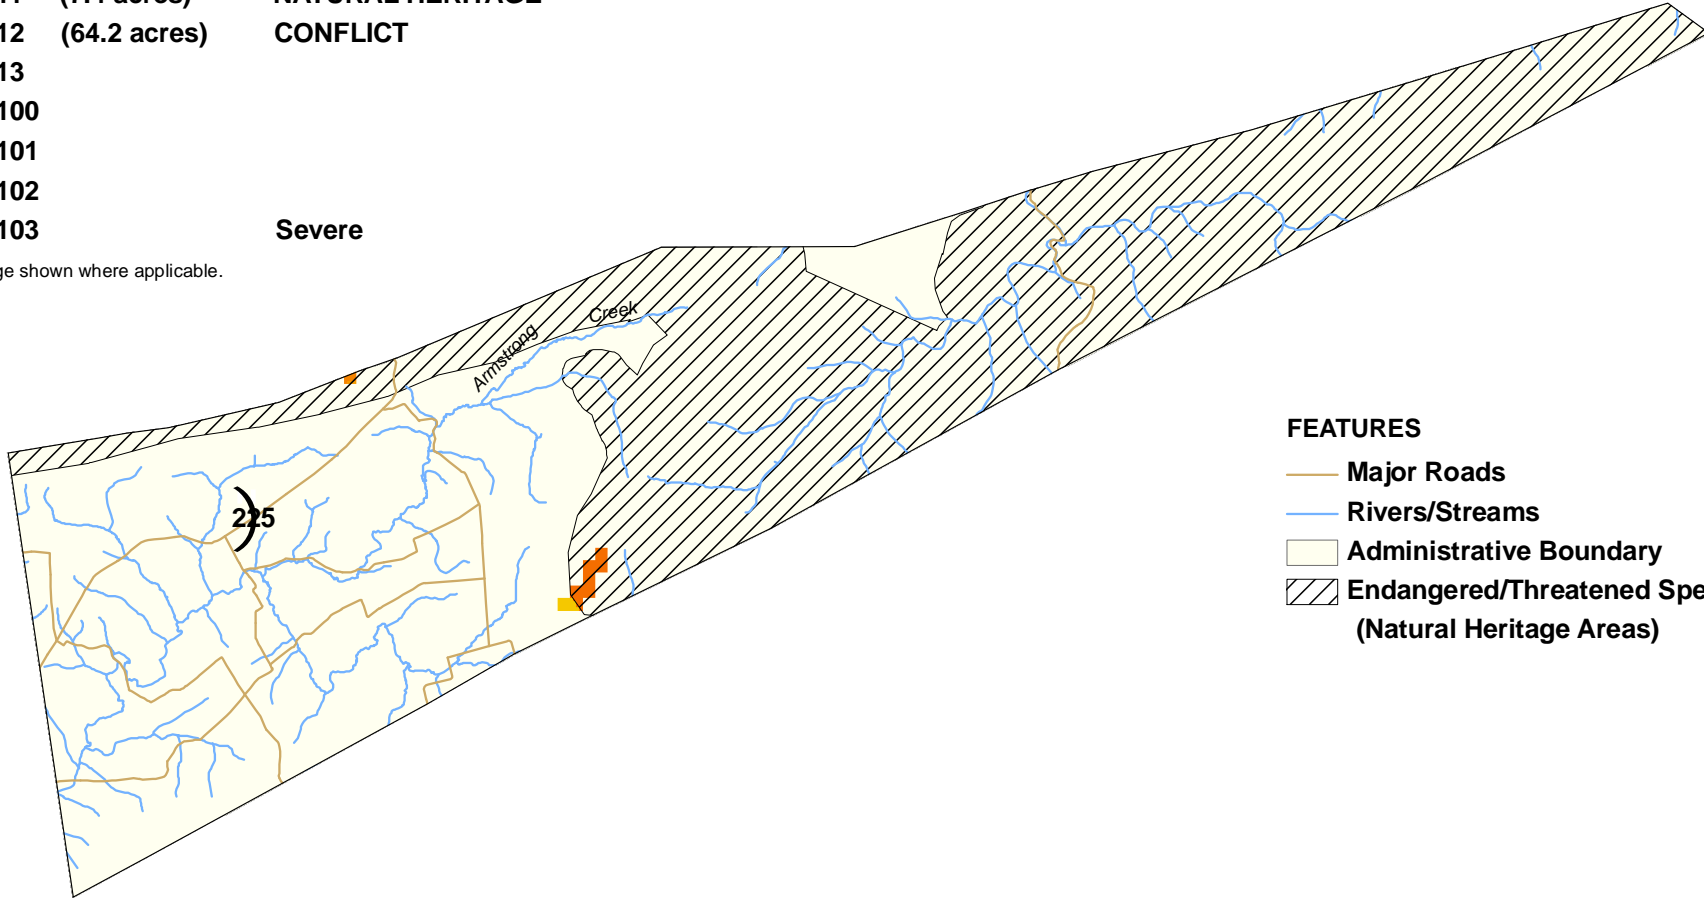 12 (64.2 acres) CONFLICT
13
100
101
102
103 Severe
ge shown where applicable.
Armstrong Creek
225
FEATURES
Major Roads
Rivers/Streams
Administrative Boundary
Endangered/Threatened Spe
(Natural Heritage Areas)